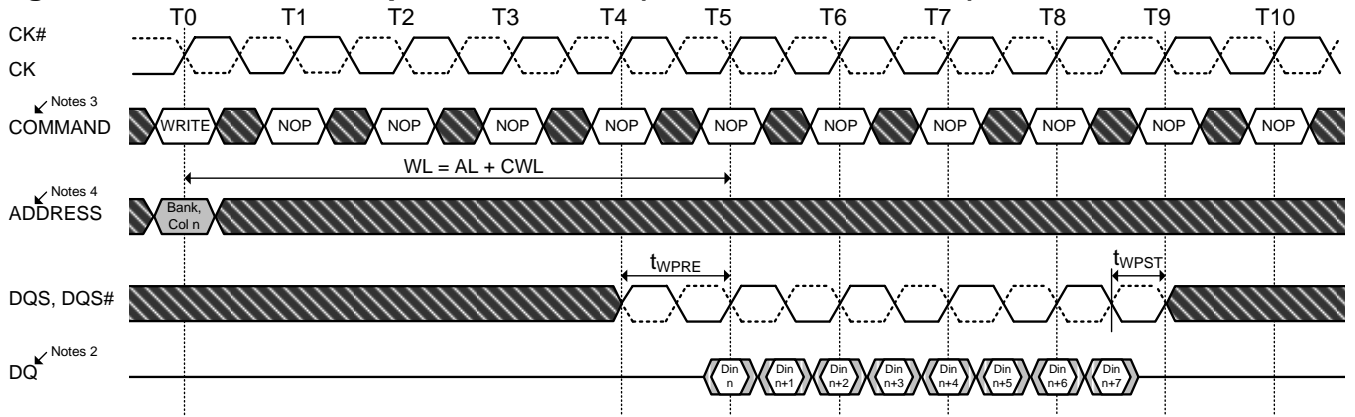 T0 T1 T2 T3 T4 T5 T6 T7 T8 T9 T10
CK#
CK
Notes 3
COMMAND WRITE NOP NOP NOP NOP NOP NOP NOP NOP NOP NOP
WL = AL + CWL
Notes 4
ADDRESS
Bank,
Col n
tWPRE tWPST
DQS, DQS#
Notes 2
DQ
Din Din Din Din Din Din Din Din
n n+1 n+2 n+3 n+4 n+5 n+6 n+7